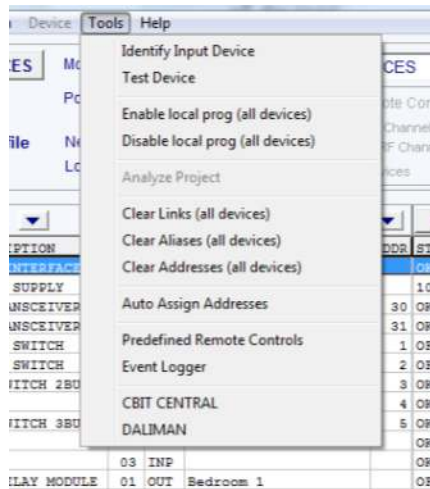 Device Tools Help
Identify Input Device
Test Device
Enable local prog (all devices)
Disable local prog (all devices)
Analyze Project
Clear Links (all devices)
Clear Aliases (all devices)
Clear Addresses (all devices)
Auto Assign Addresses
Predefined Remote Controls
Event Logger
CBIT CENTRAL
DALIMAN
SUPPLY
30
31
SWITCH 1
SWITCH 2
3
4
5
03 INP
MODULE 01 OUT Bedroom 1